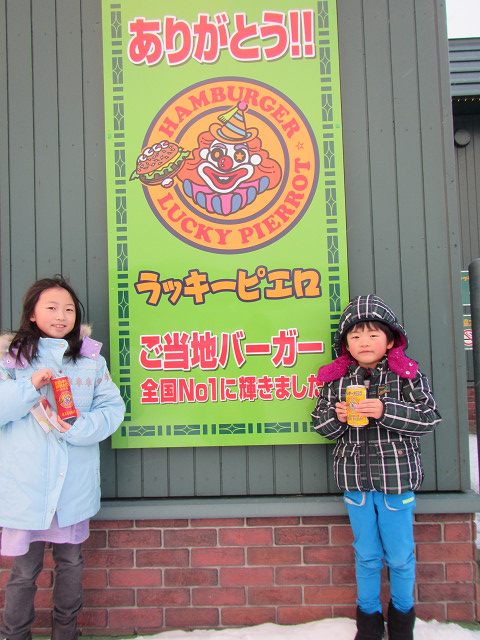 ありがとう!!
HAMBURGER ★
LUCKY PIERROT
ラッキーピエロ
ご当地バーガー
全国No1に輝きました